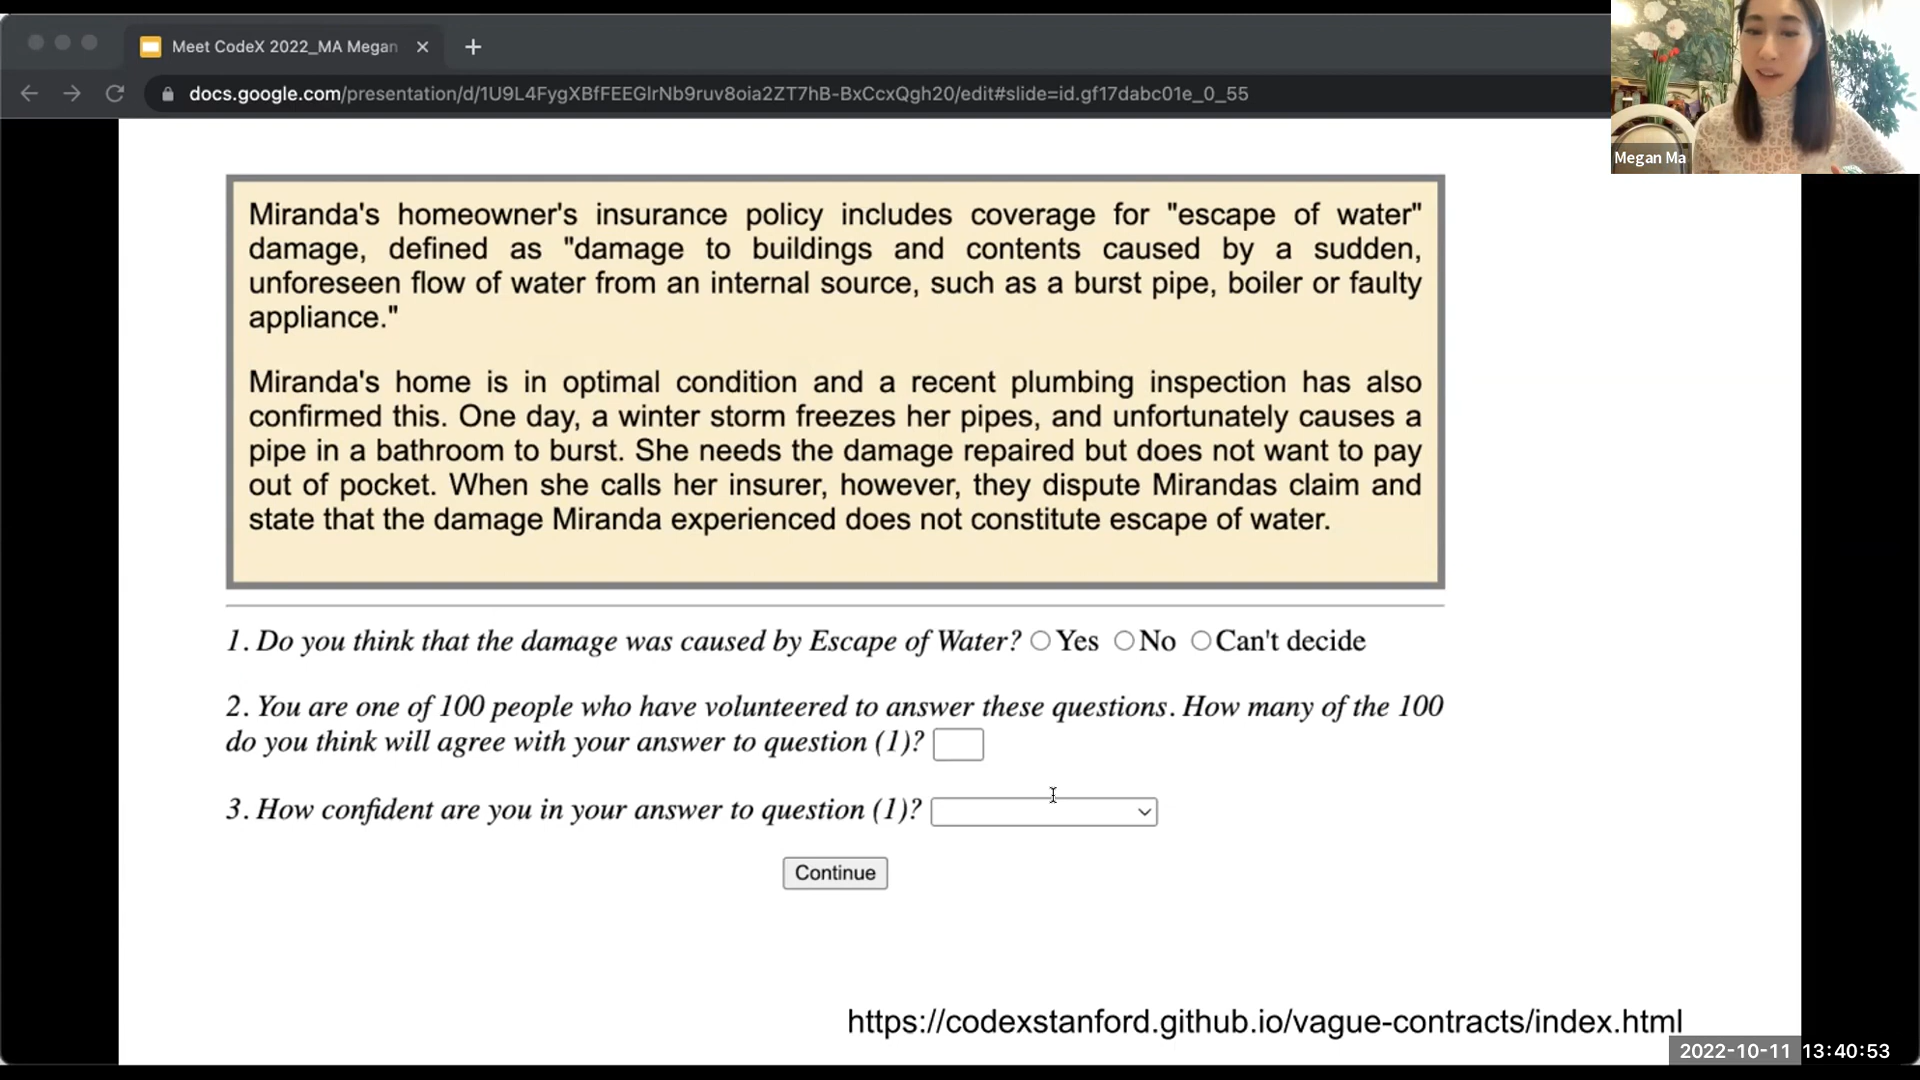 Meet CodeX 2022_MA Megan
docs.google.com/presentation/d/1U9L4FygXBfFEEGlrNb9ruv8oia2ZT7hB-BxCcxQgh20/edit#slide=id.gf17dabc01e_0_55
Megan Ma
Miranda's homeowner's insurance policy includes coverage for "escape of water"
damage, defined as "damage to buildings and contents caused by a sudden,
unforeseen flow of water from an internal source, such as a burst pipe, boiler or faulty
appliance."
Miranda's home is in optimal condition and a recent plumbing inspection has also
confirmed this. One day, a winter storm freezes her pipes, and unfortunately causes a
pipe in a bathroom to burst. She needs the damage repaired but does not want to pay
out of pocket. When she calls her insurer, however, they dispute Mirandas claim and
state that the damage Miranda experienced does not constitute escape of water.
1. Do you think that the damage was caused by Escape of Water? Yes No Can't decide
2. You are one of 100 people who have volunteered to answer these questions. How many of the 100
do you think will agree with your answer to question (1)?
3. How confident are you in your answer to question (1)?
Continue
https://codexstanford.github.io/vague-contracts/index.html
2022-10-11 13:40:53